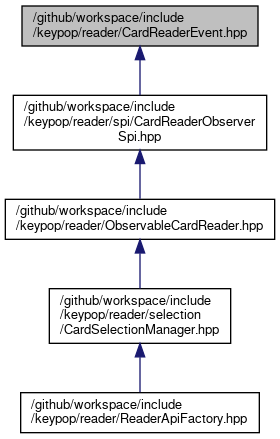 /github/workspace/include
/keypop/reader/CardReaderEvent.hpp
/github/workspace/include
/keypop/reader/spi/CardReaderObserver
Spi.hpp
/github/workspace/include
/keypop/reader/ObservableCardReader.hpp
/github/workspace/include
/keypop/reader/selection
/CardSelectionManager.hpp
/github/workspace/include
/keypop/reader/ReaderApiFactory.hpp